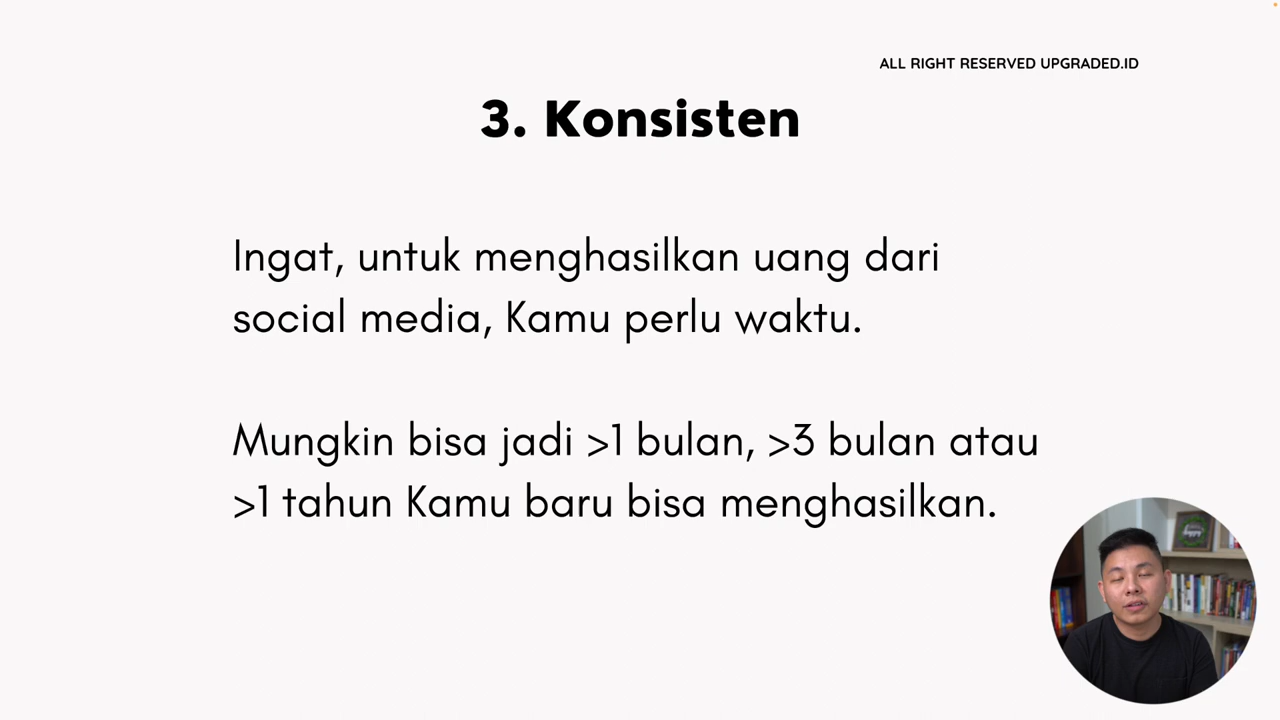 ALL RIGHT RESERVED UPGRADED.ID
3. Konsisten
Ingat, untuk menghasilkan uang dari
social media, Kamu perlu waktu.
Mungkin bisa jadi >1 bulan, >3 bulan atau
>1 tahun Kamu baru bisa menghasilkan.